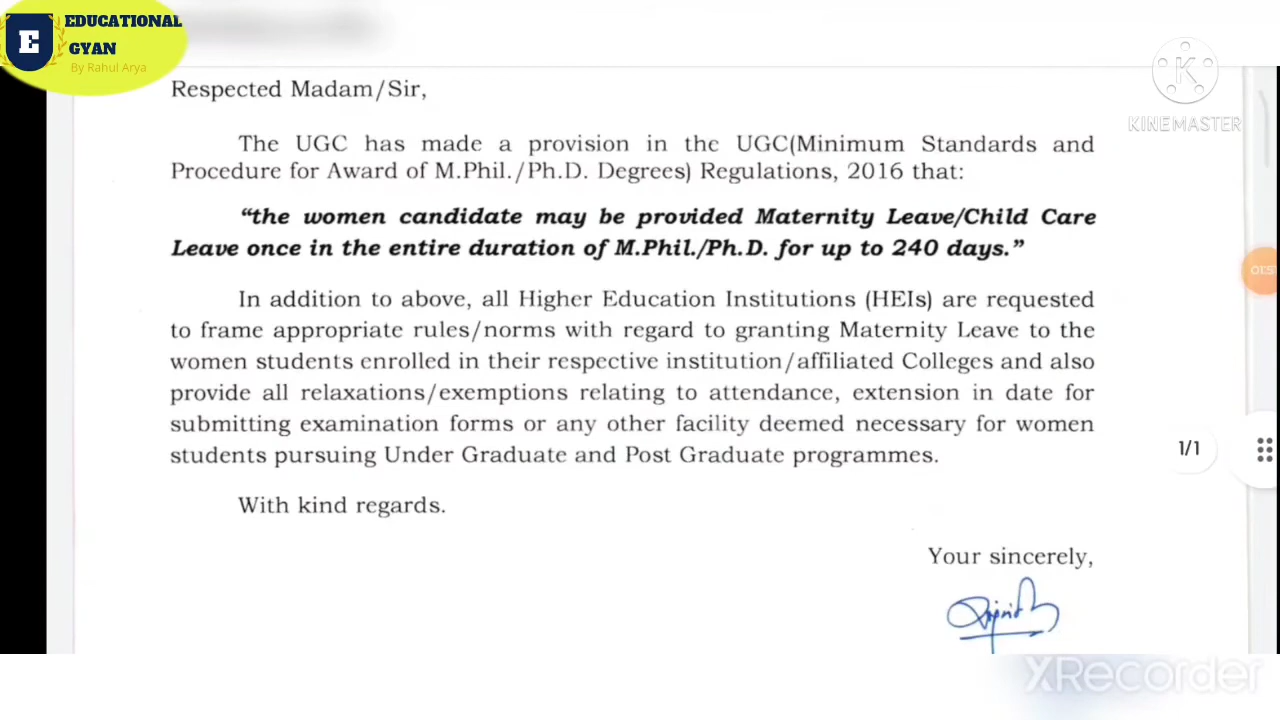 EDUCATIONAL
E
GYAN
By Rahul Arya
K
KINEMASTER
Respected Madam/Sir,
The UGC has made a provision in the UGC(Minimum Standards and
Procedure for Award of M.Phil./Ph.D. Degrees) Regulations, 2016 that:
“the women candidate may be provided Maternity Leave/Child Care
Leave once in the entire duration of M.Phil./Ph.D. for up to 240 days.”
In addition to above, all Higher Education Institutions (HEIs) are requested
to frame appropriate rules/norms with regard to granting Maternity Leave to the
women students enrolled in their respective institution/affiliated Colleges and also
provide all relaxations/exemptions relating to attendance, extension in date for
submitting examination forms or any other facility deemed necessary for women
students pursuing Under Graduate and Post Graduate programmes.
1/1
With kind regards.
Your sincerely,
XRecorder